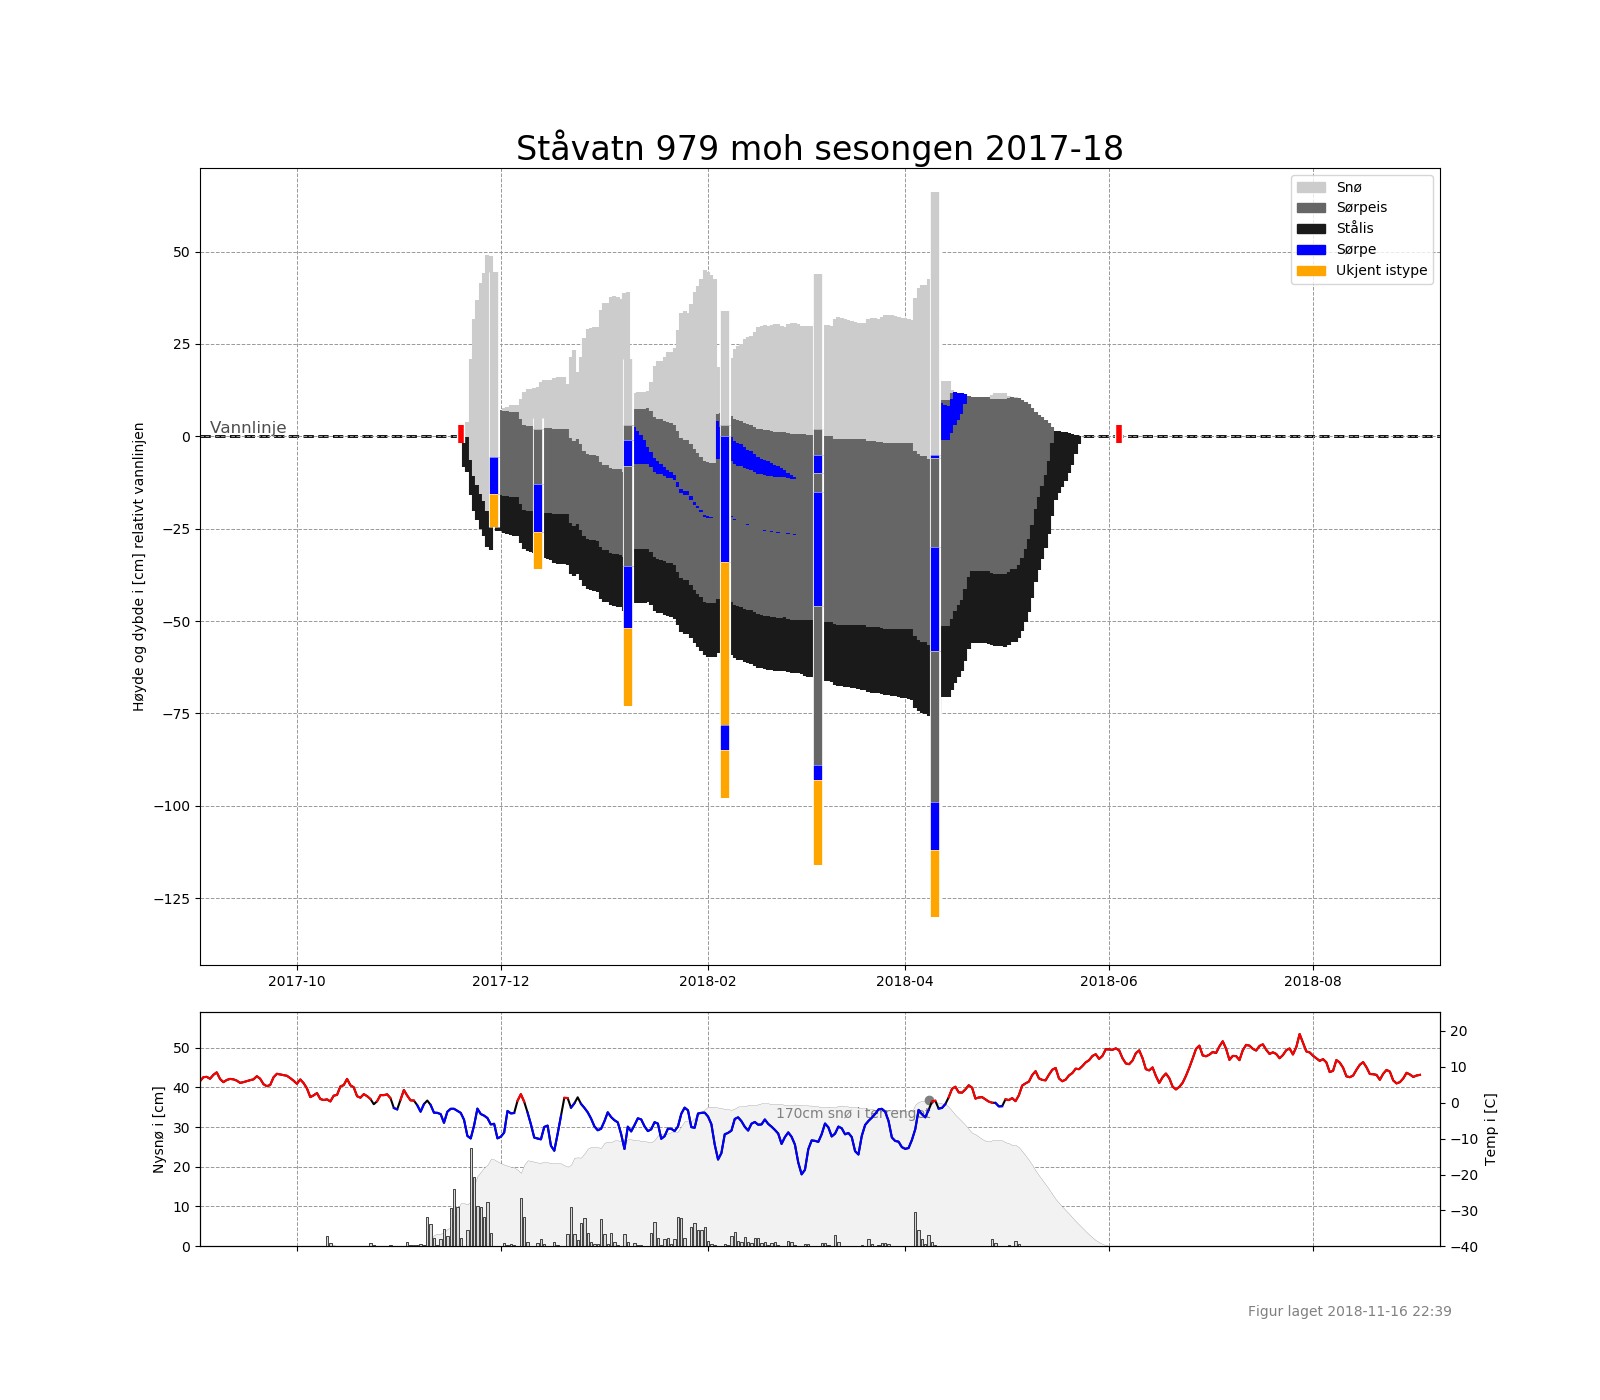 Ståvatn 979 moh sesongen 2017-18
Snø
Sørpeis
Stålis
Sørpe
Ukjent istype
Vannlinje
Høyde og dybde i [cm] relativt vannlinjen
50
25
0
−25
−50
−75
−100
−125
2017-10
2017-12
2018-02
2018-04
2018-06
2018-08
Nysnø i [cm]
50
40
30
20
10
0
170cm snø i terrenget
20
10
0
−10
−20
−30
−40
Temp i [C]
Figur laget 2018-11-16 22:39